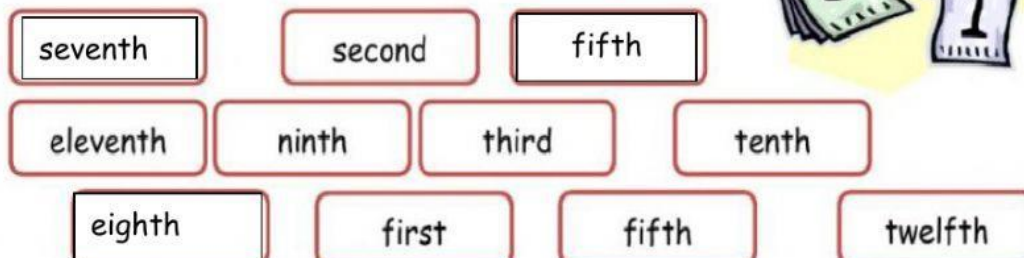 seventh second fifth
eleventh ninth third tenth
eighth first fifth twelfth